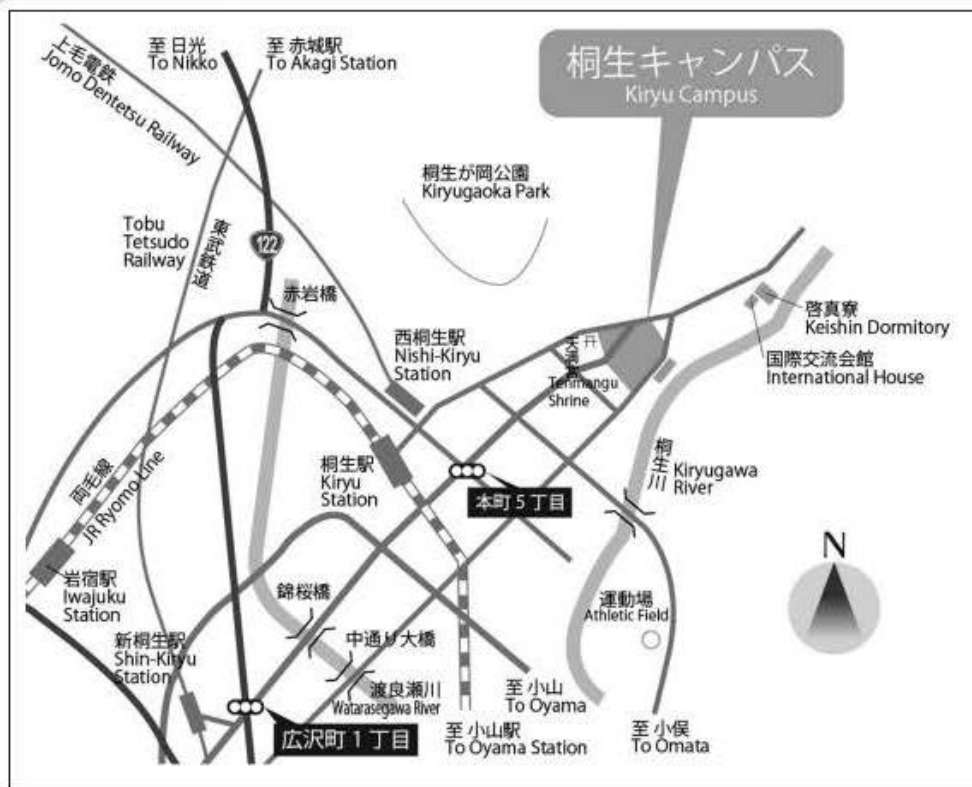 至 日光
To Nikko
至 赤城駅
To Akagi Station
上毛電鉄
Jomo Dentetsu Railway
桐生キャンパス
Kiryu Campus
桐生が岡公園
Kiryugaoka Park
Tobu
Tetsudo
Railway
東武鉄道
122
赤岩橋
西桐生駅
Nishi-Kiryu
Station
天満宮
Tenmangu
Shrine
啓真寮
Keishin Dormitory
国際交流会館
International House
両毛線
JR Ryomo Line
桐生駅
Kiryu
Station
本町5丁目
桐生川
Kiryugawa
River
N
岩宿駅
Iwajuku
Station
錦桜橋
中通り大橋
運動場
Athletic Field
新桐生駅
Shin-Kiryu
Station
渡良瀬川
Watarasegawa River
至 小山
To Oyama
広沢町1丁目
至 小山駅
To Oyama Station
至 小俣
To Omata